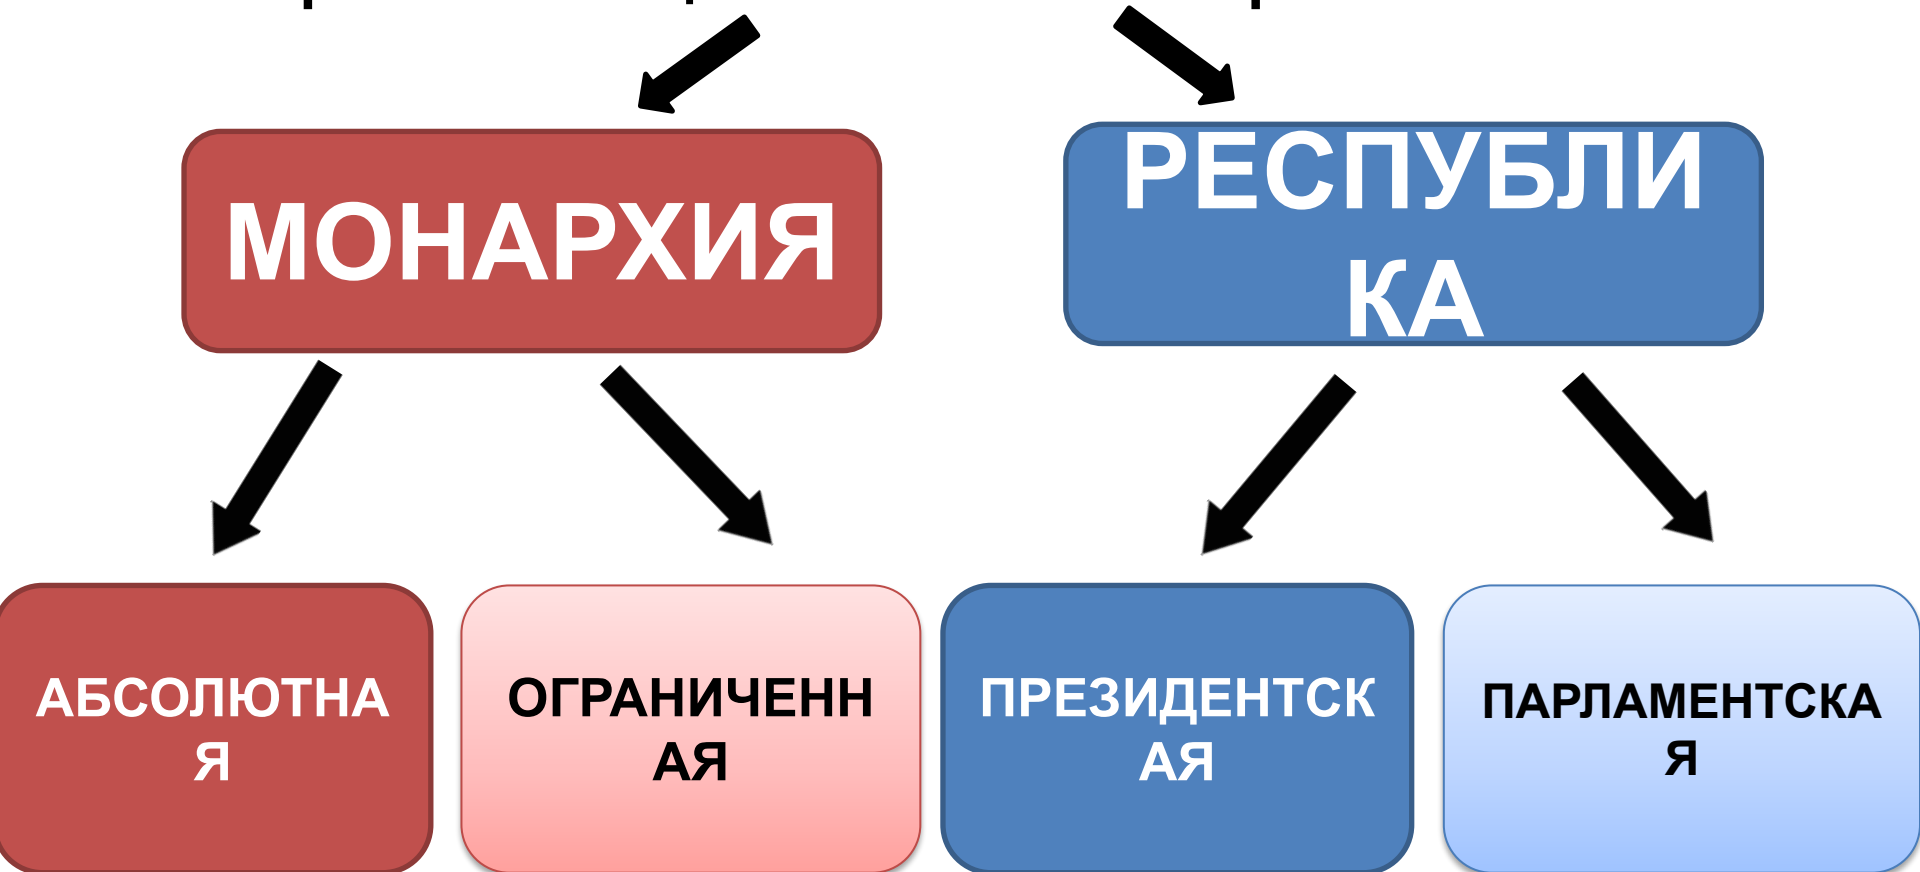 МОНАРХИЯ
РЕСПУБЛИ
КА
АБСОЛЮТНА
Я
ОГРАНИЧЕНН
АЯ
ПРЕЗИДЕНТСК
АЯ
ПАРЛАМЕНТСКА
Я